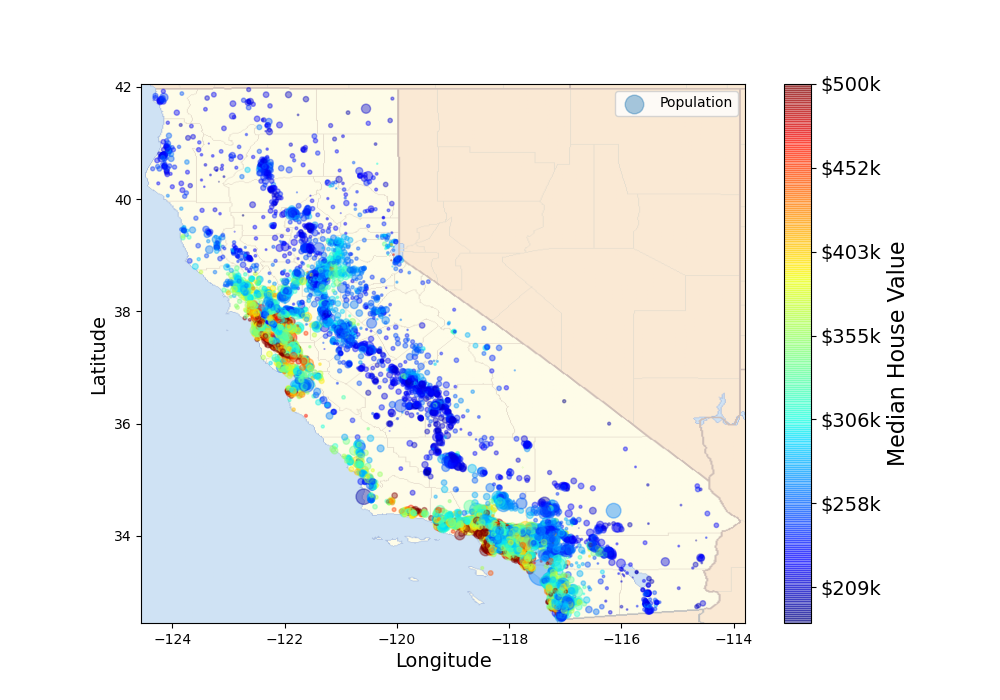 Population
42
40
38
36
34
Latitude
−124
−122
−120
−118
−116
−114
Longitude
$500k
$452k
$403k
$355k
$306k
$258k
$209k
Median House Value